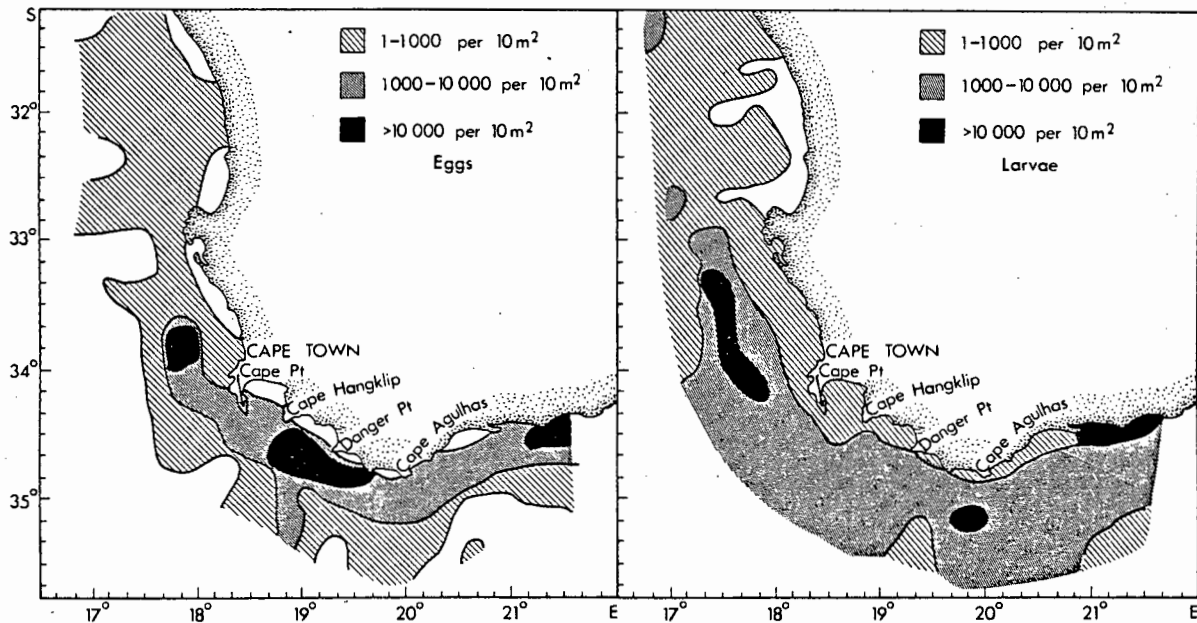 S
32°
33°
34°
35°
1–1000 per 10 m²
1000–10 000 per 10 m²
>10 000 per 10 m²
Eggs
CAPE TOWN
Cape Pt
Cape Hangklip
Danger Pt
Cape Agulhas
17°
18°
19°
20°
21°
E
1–1000 per 10 m²
1000–10 000 per 10 m²
>10 000 per 10 m²
Larvae
CAPE TOWN
Cape Pt
Cape Hangklip
Danger Pt
Cape Agulhas
17°
18°
19°
20°
21°
E